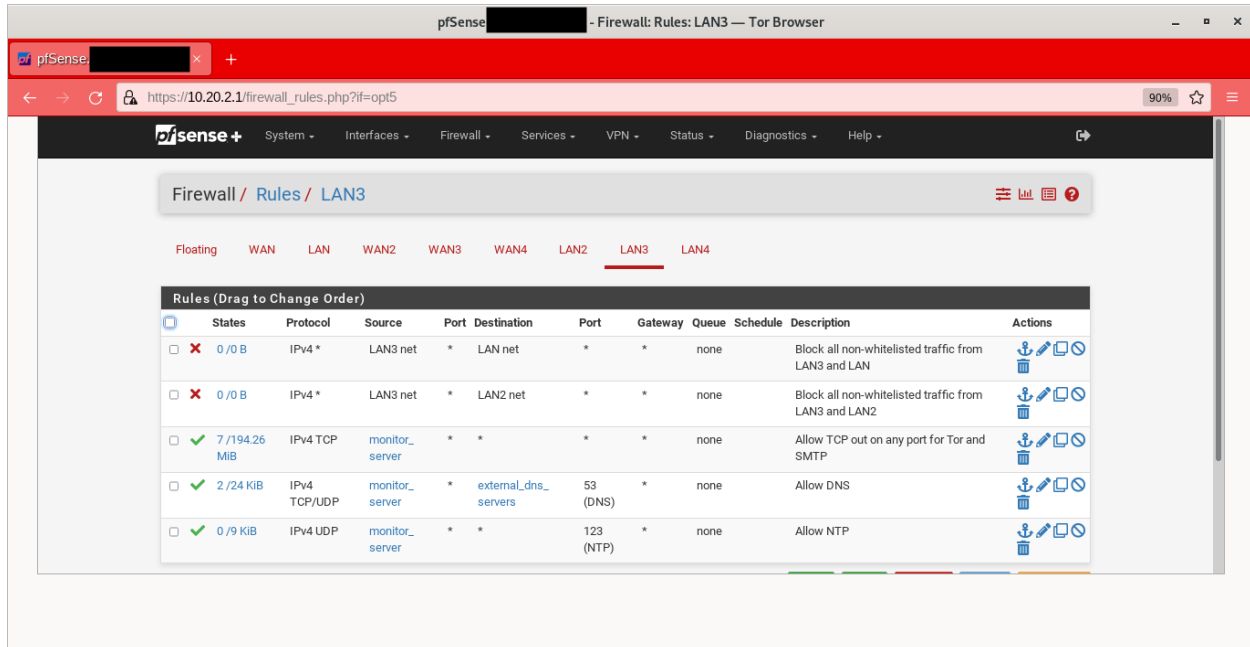 pfSense - Firewall: Rules: LAN3 — Tor Browser
pfSense.
https://10.20.2.1/firewall_rules.php?if=opt5
90%
pfsense +
System
Interfaces
Firewall
Services
VPN
Status
Diagnostics
Help
Firewall / Rules / LAN3
Floating WAN LAN WAN2 WAN3 WAN4 LAN2 LAN3 LAN4
Rules (Drag to Change Order)
States Protocol Source Port Destination Port Gateway Queue Schedule Description Actions
0 /0 B IPv4 * LAN3 net * LAN net * * none Block all non-whitelisted traffic from
LAN3 and LAN
0 /0 B IPv4 * LAN3 net * LAN2 net * * none Block all non-whitelisted traffic from
LAN3 and LAN2
7 /194.26 IPv4 TCP monitor_ * * * * none Allow TCP out on any port for Tor and
MiB server SMTP
2 /24 KiB IPv4 monitor_ * external_dns_ 53 * none Allow DNS
TCP/UDP server servers (DNS)
0 /9 KiB IPv4 UDP monitor_ * * 123 * none Allow NTP
server (NTP)